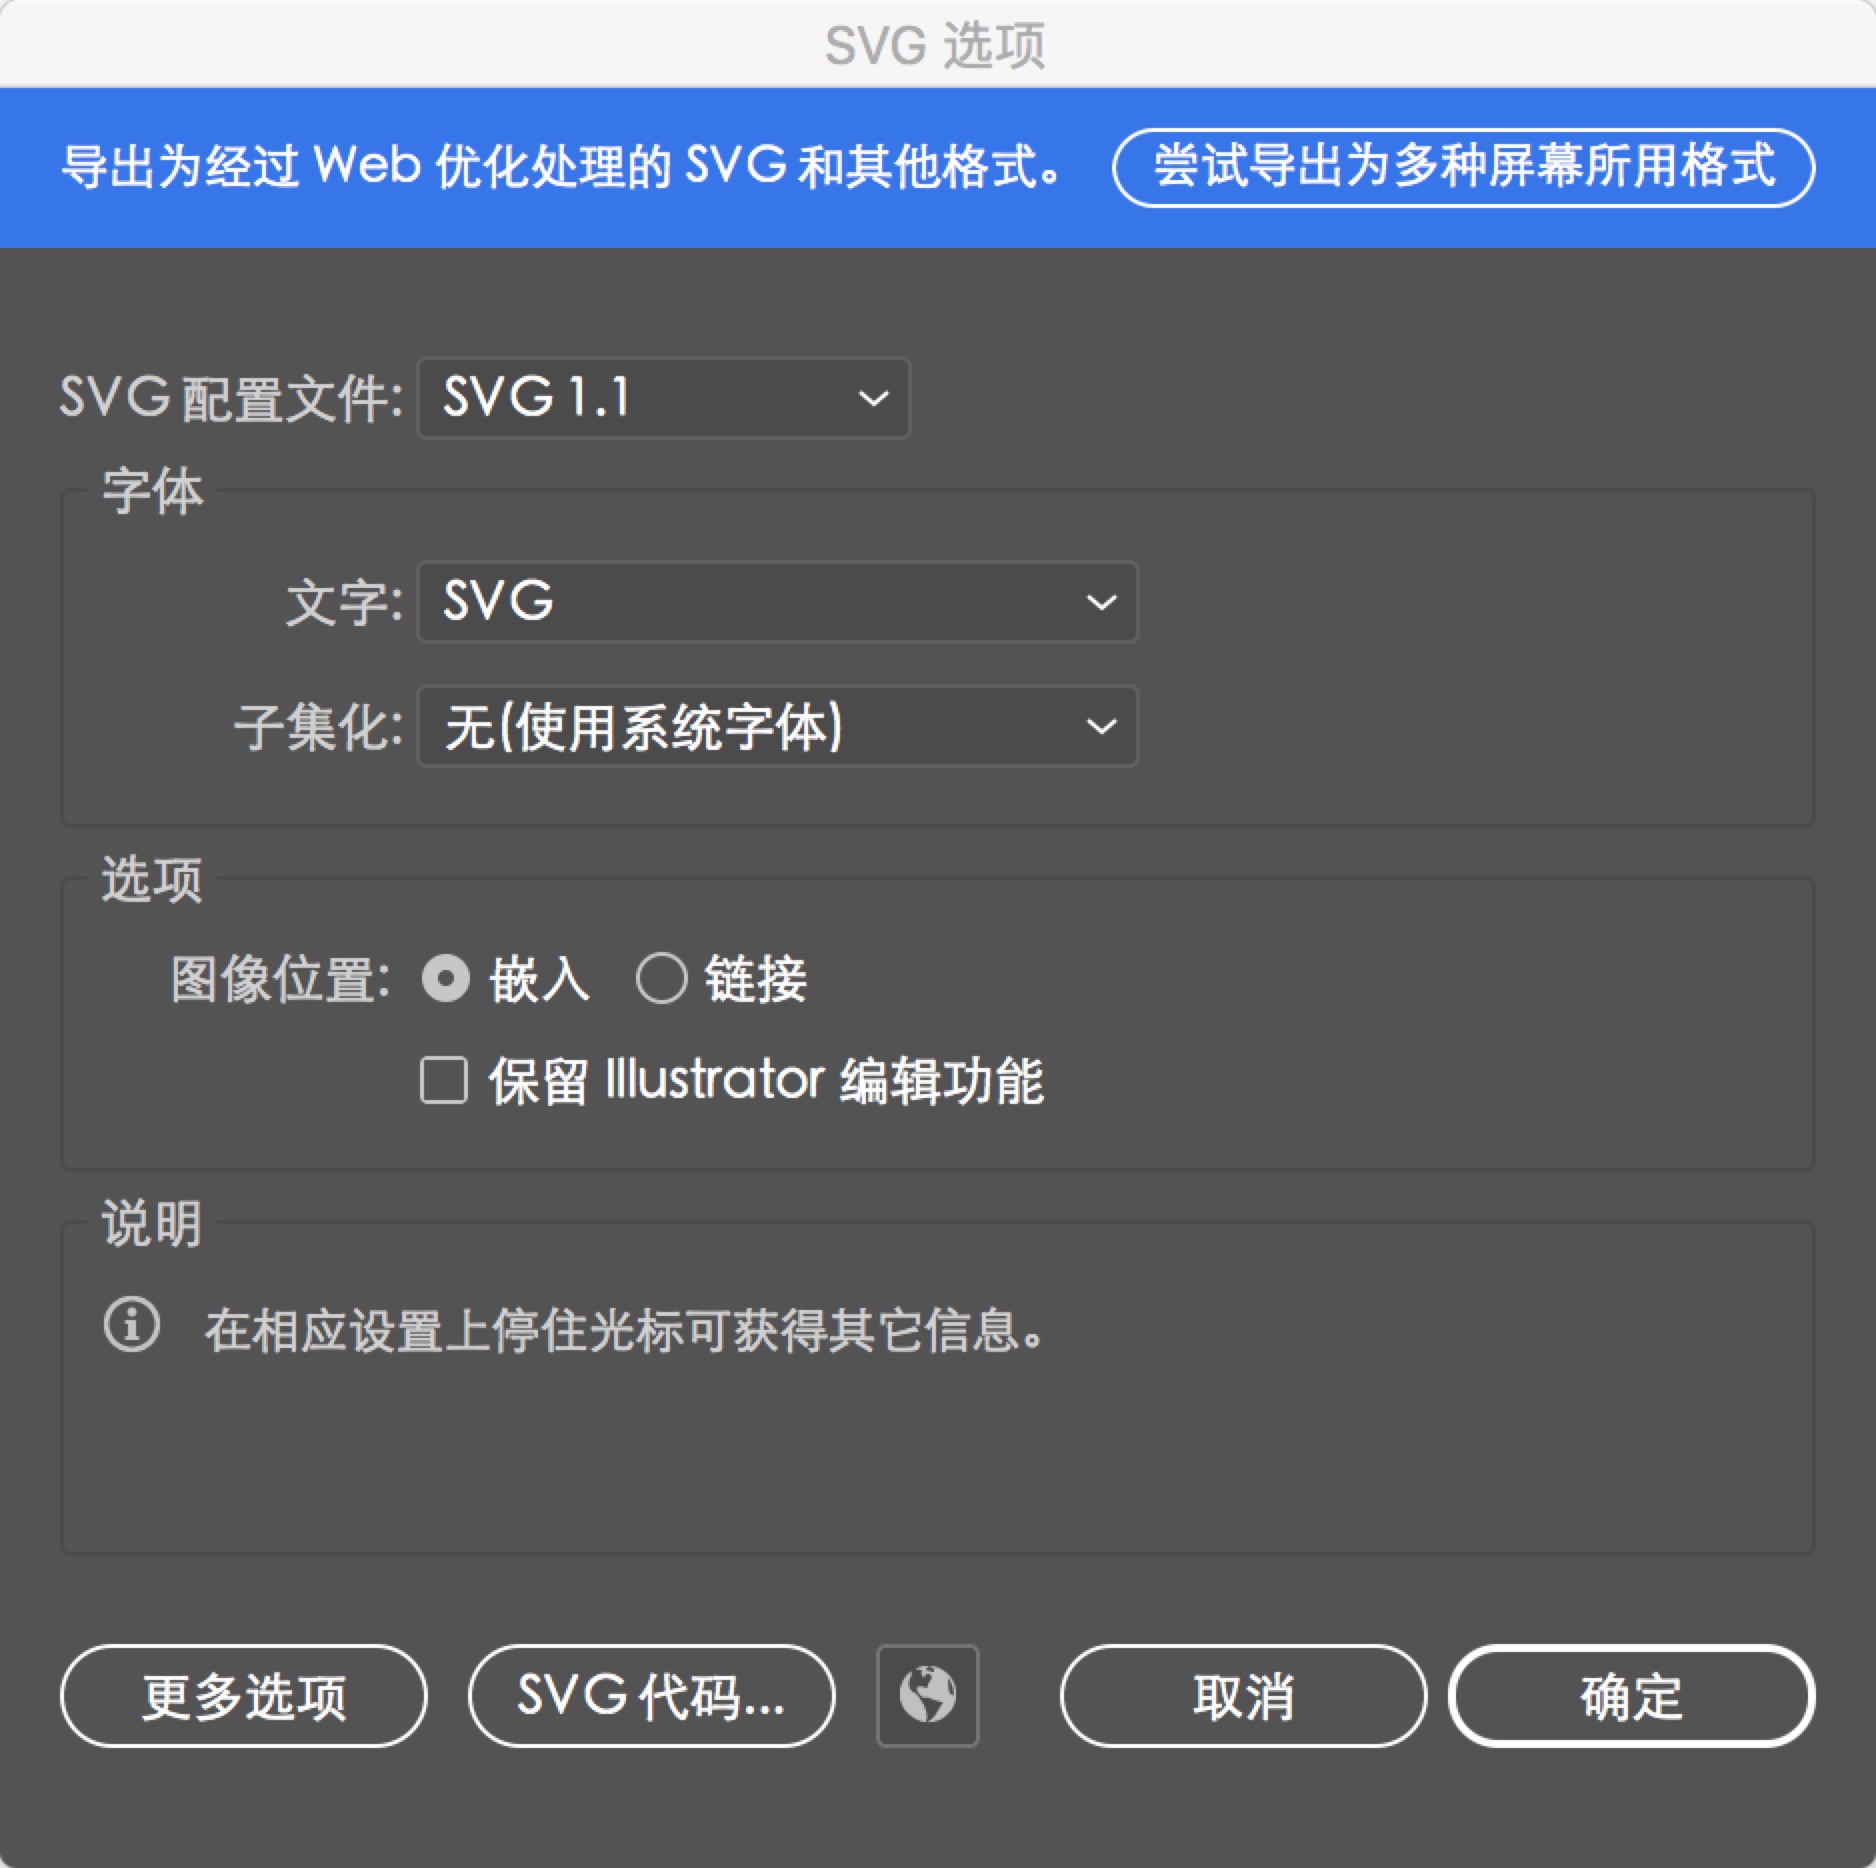 SVG 选项
导出为经过 Web 优化处理的 SVG 和其他格式。 尝试导出为多种屏幕所用格式
SVG 配置文件: SVG 1.1
字体
文字: SVG
子集化: 无(使用系统字体)
选项
图像位置: 嵌入 链接
保留 Illustrator 编辑功能
说明
在相应设置上停住光标可获得其它信息。
更多选项 SVG 代码... 取消 确定